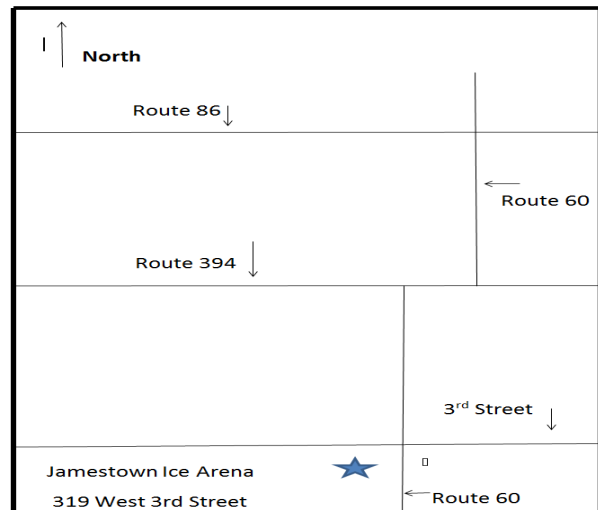 North
Route 86
Route 60
Route 394
3rd Street
Jamestown Ice Arena
319 West 3rd Street
Route 60